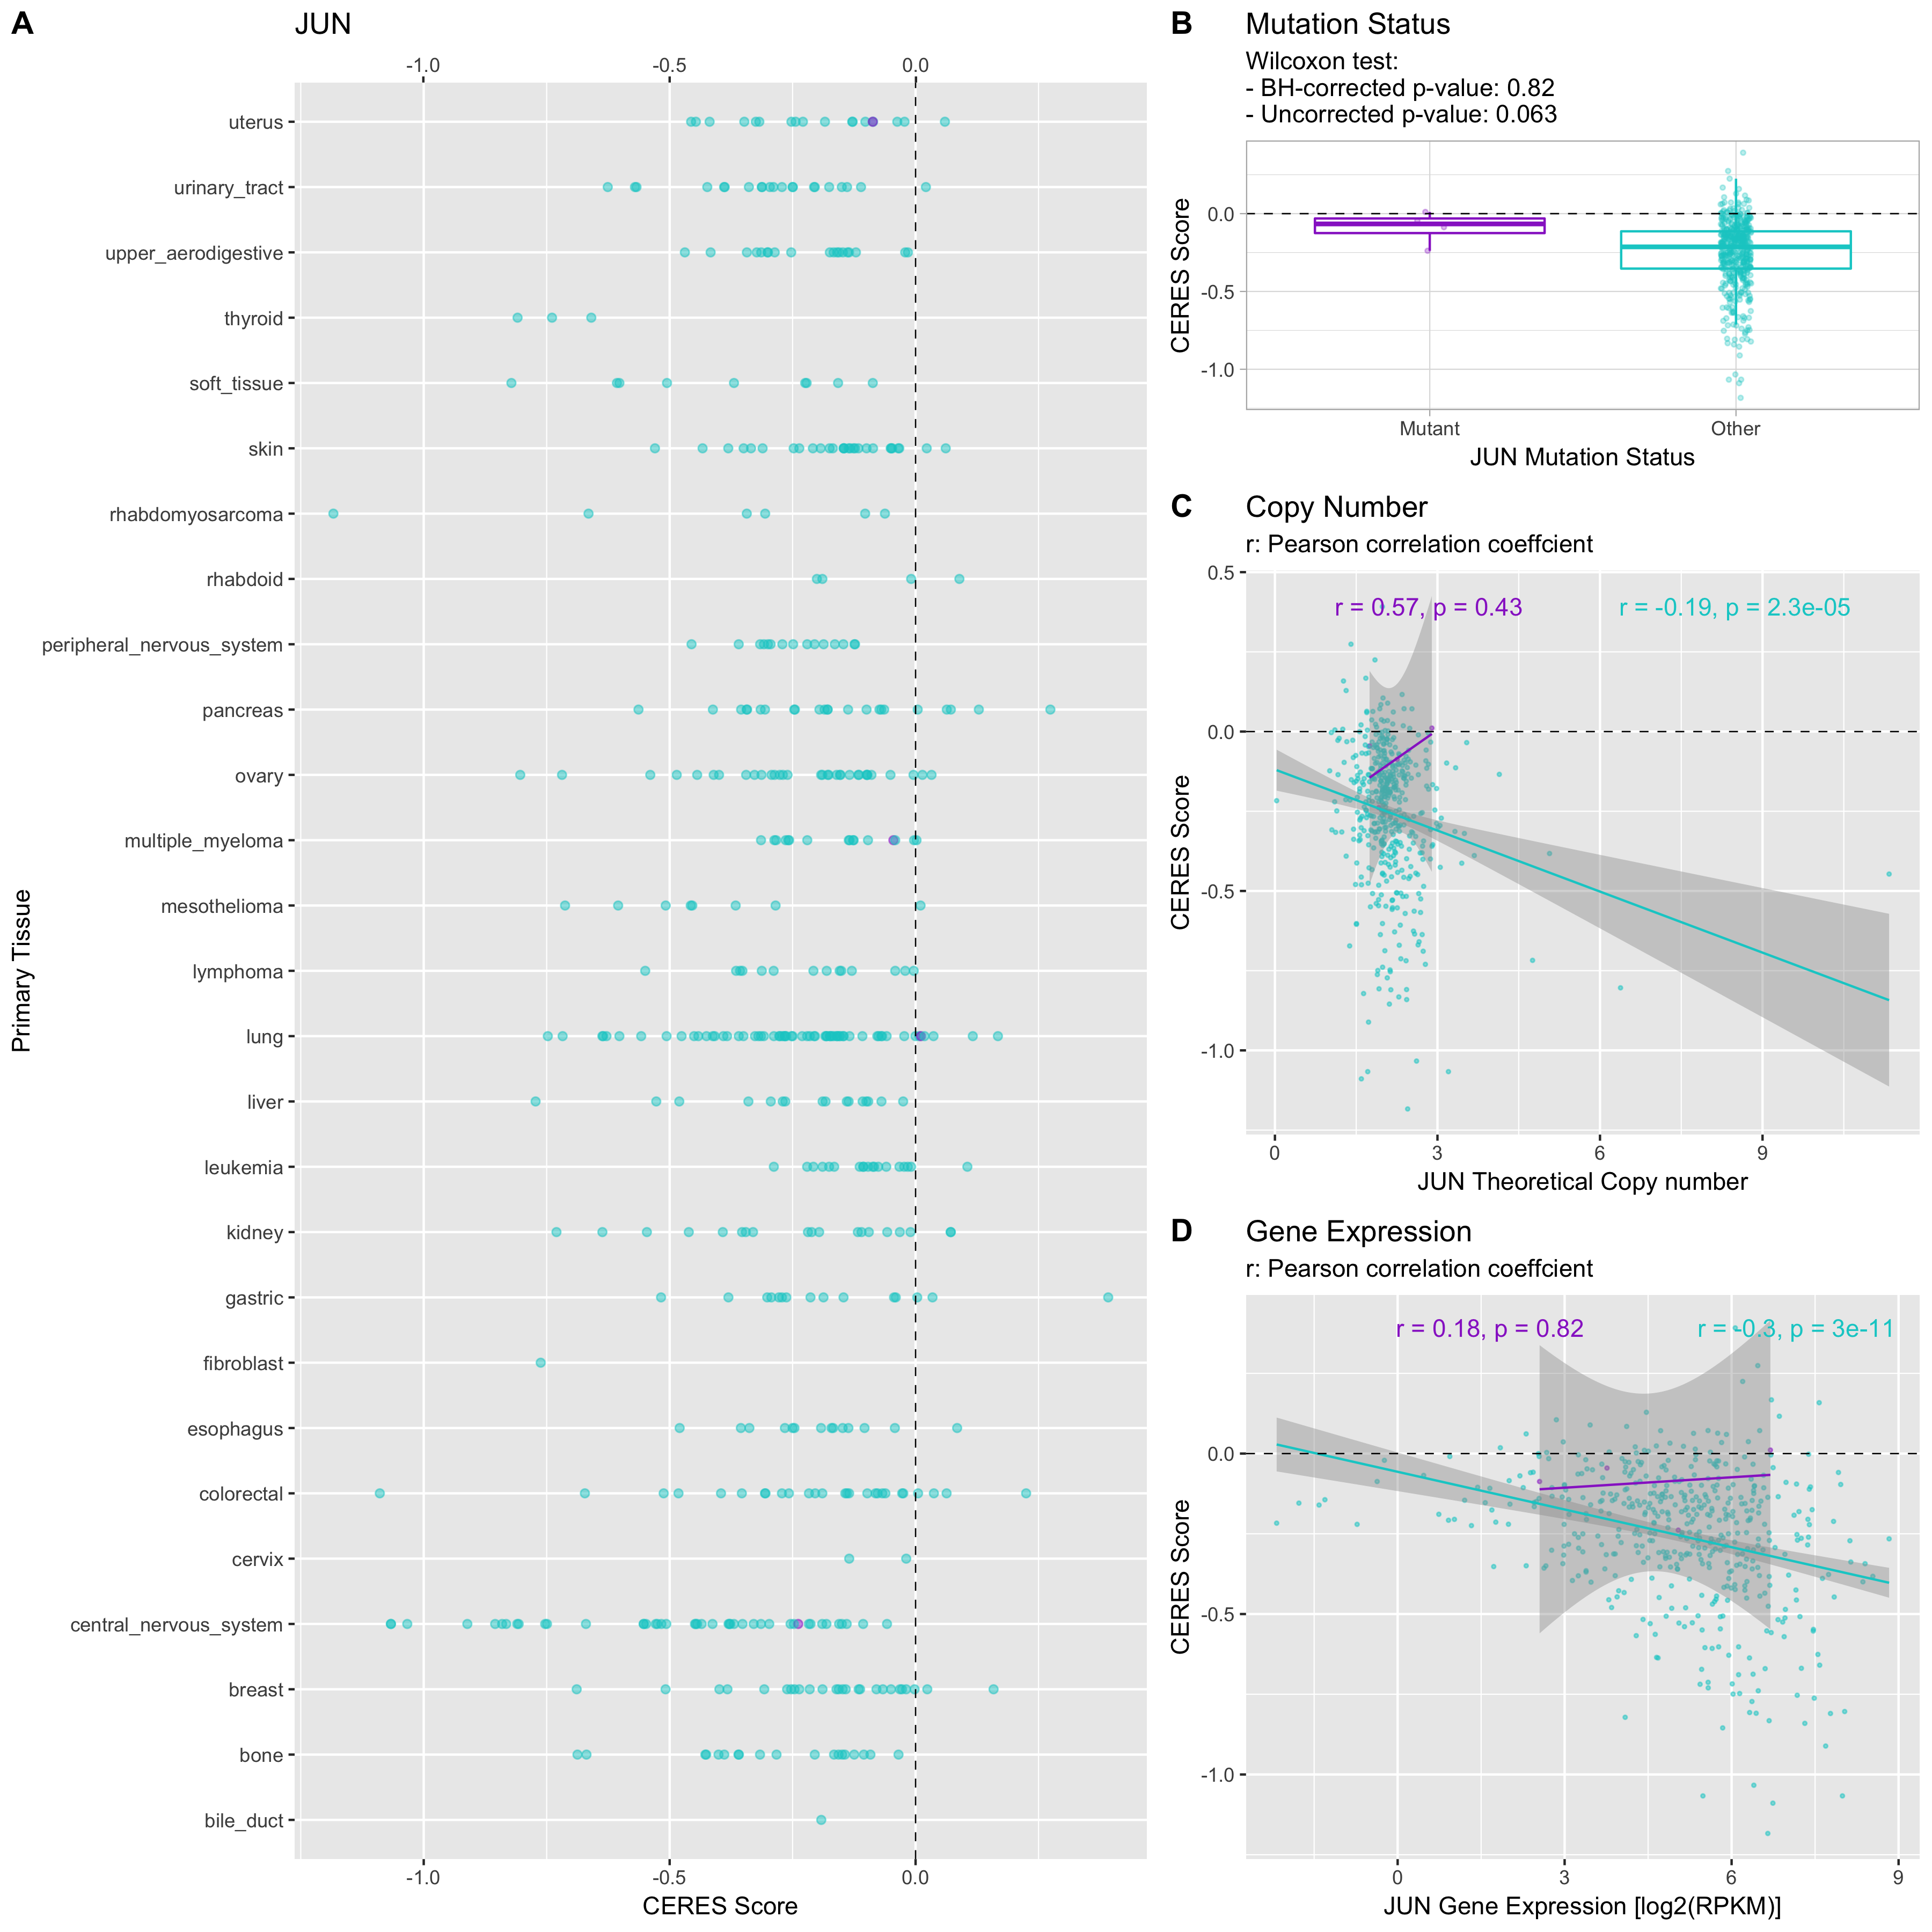 A
JUN
-1.0 -0.5 0.0
Primary Tissue
uterus
urinary_tract
upper_aerodigestive
thyroid
soft_tissue
skin
rhabdomyosarcoma
rhabdoid
peripheral_nervous_system
pancreas
ovary
multiple_myeloma
mesothelioma
lymphoma
lung
liver
leukemia
kidney
gastric
fibroblast
esophagus
colorectal
cervix
central_nervous_system
breast
bone
bile_duct
-1.0 -0.5 0.0
CERES Score
B
Mutation Status
Wilcoxon test:
- BH-corrected p-value: 0.82
- Uncorrected p-value: 0.063
CERES Score
0.0
-0.5
-1.0
Mutant Other
JUN Mutation Status
C
Copy Number
r: Pearson correlation coeffcient
CERES Score
0.5
r = 0.57, p = 0.43 r = -0.19, p = 2.3e-05
0.0
-0.5
-1.0
0 3 6 9
JUN Theoretical Copy number
D
Gene Expression
r: Pearson correlation coeffcient
CERES Score
r = 0.18, p = 0.82 r = -0.3, p = 3e-11
0.0
-0.5
-1.0
0 3 6 9
JUN Gene Expression [log2(RPKM)]